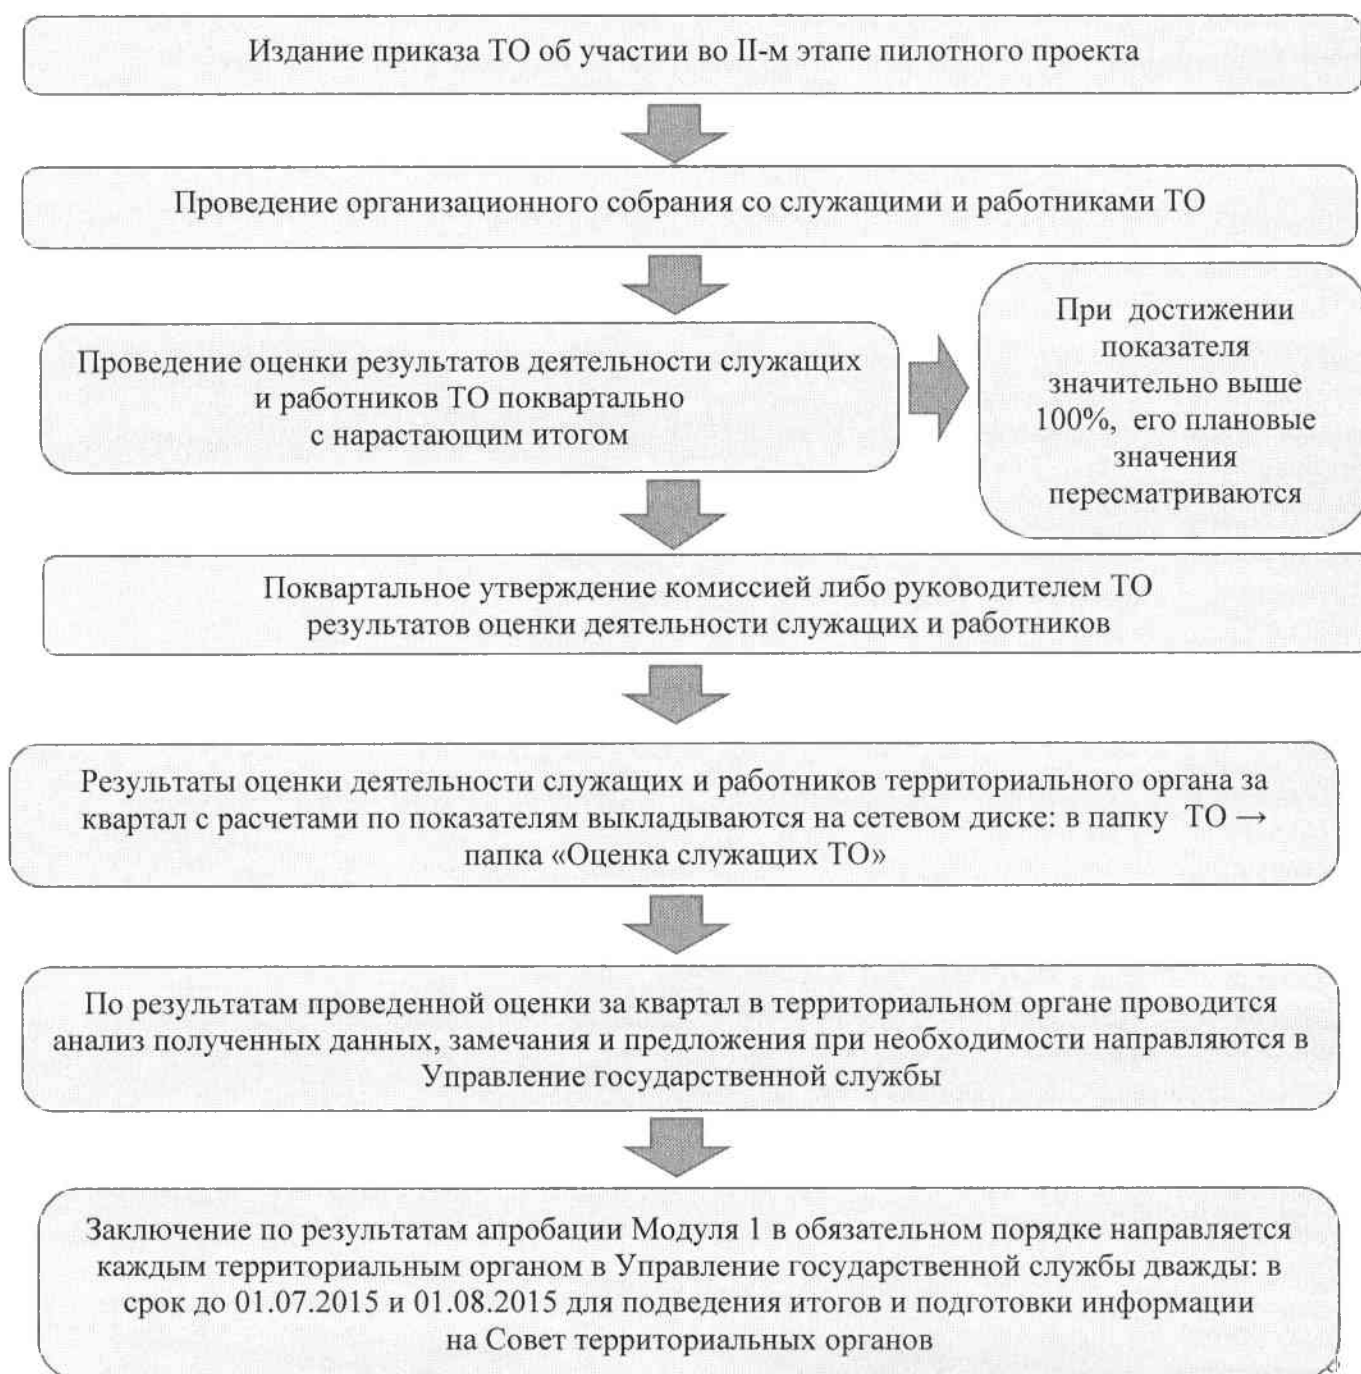 Издание приказа ТО об участии во II-м этапе пилотного проекта
Проведение организационного собрания со служащими и работниками ТО
Проведение оценки результатов деятельности служащих
и работников ТО поквартально
с нарастающим итогом
При достижении
показателя
значительно выше
100%, его плановые
значения
пересматриваются
Поквартальное утверждение комиссией либо руководителем ТО
результатов оценки деятельности служащих и работников
Результаты оценки деятельности служащих и работников территориального органа за
квартал с расчетами по показателям выкладываются на сетевом диске: в папку ТО →
папка «Оценка служащих ТО»
По результатам проведенной оценки за квартал в территориальном органе проводится
анализ полученных данных, замечания и предложения при необходимости направляются в
Управление государственной службы
Заключение по результатам апробации Модуля 1 в обязательном порядке направляется
каждым территориальным органом в Управление государственной службы дважды: в
срок до 01.07.2015 и 01.08.2015 для подведения итогов и подготовки информации
на Совет территориальных органов